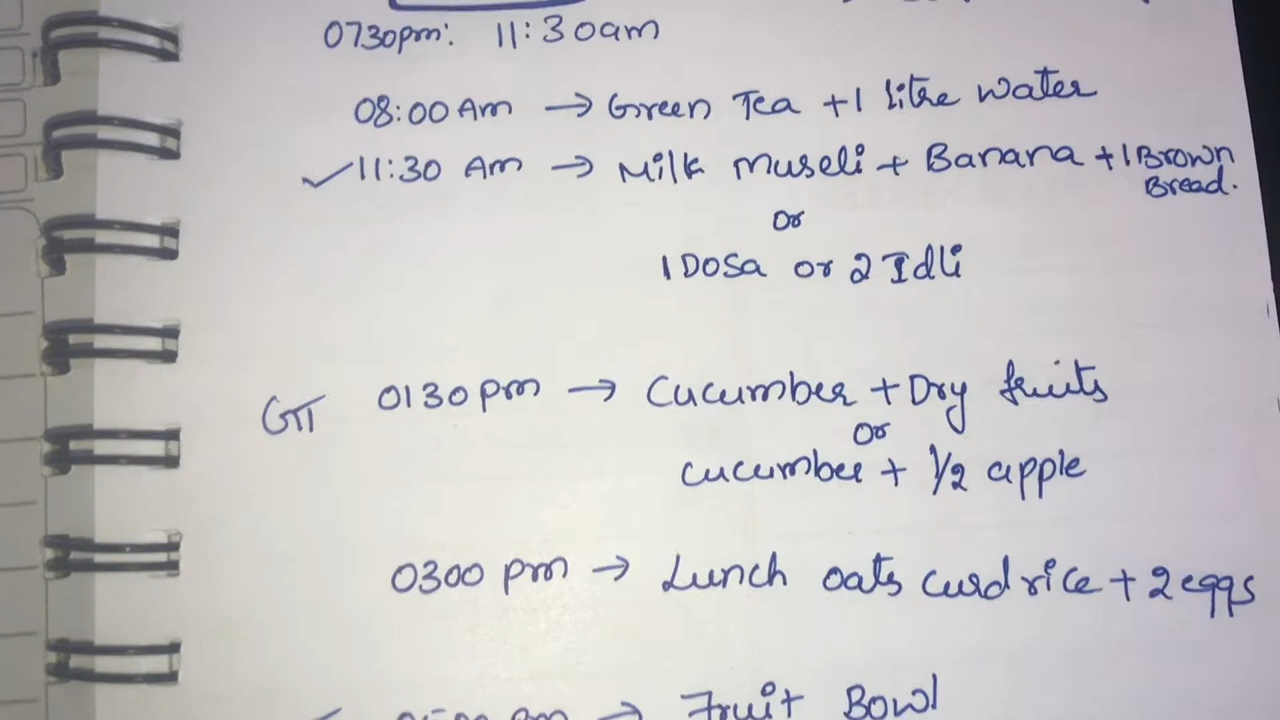 0730pm: 11:30am
08:00 Am → Green Tea + 1 litre water
✓11:30 Am → Milk museli + Banana + 1 Brown
Bread.
or
1 Dosa or 2 Idli
GT 0130 pm → Cucumber + Dry fruits
or
cucumber + 1/2 apple
0300 pm → Lunch oats curd rice + 2 eggs
→ Fruit Bowl